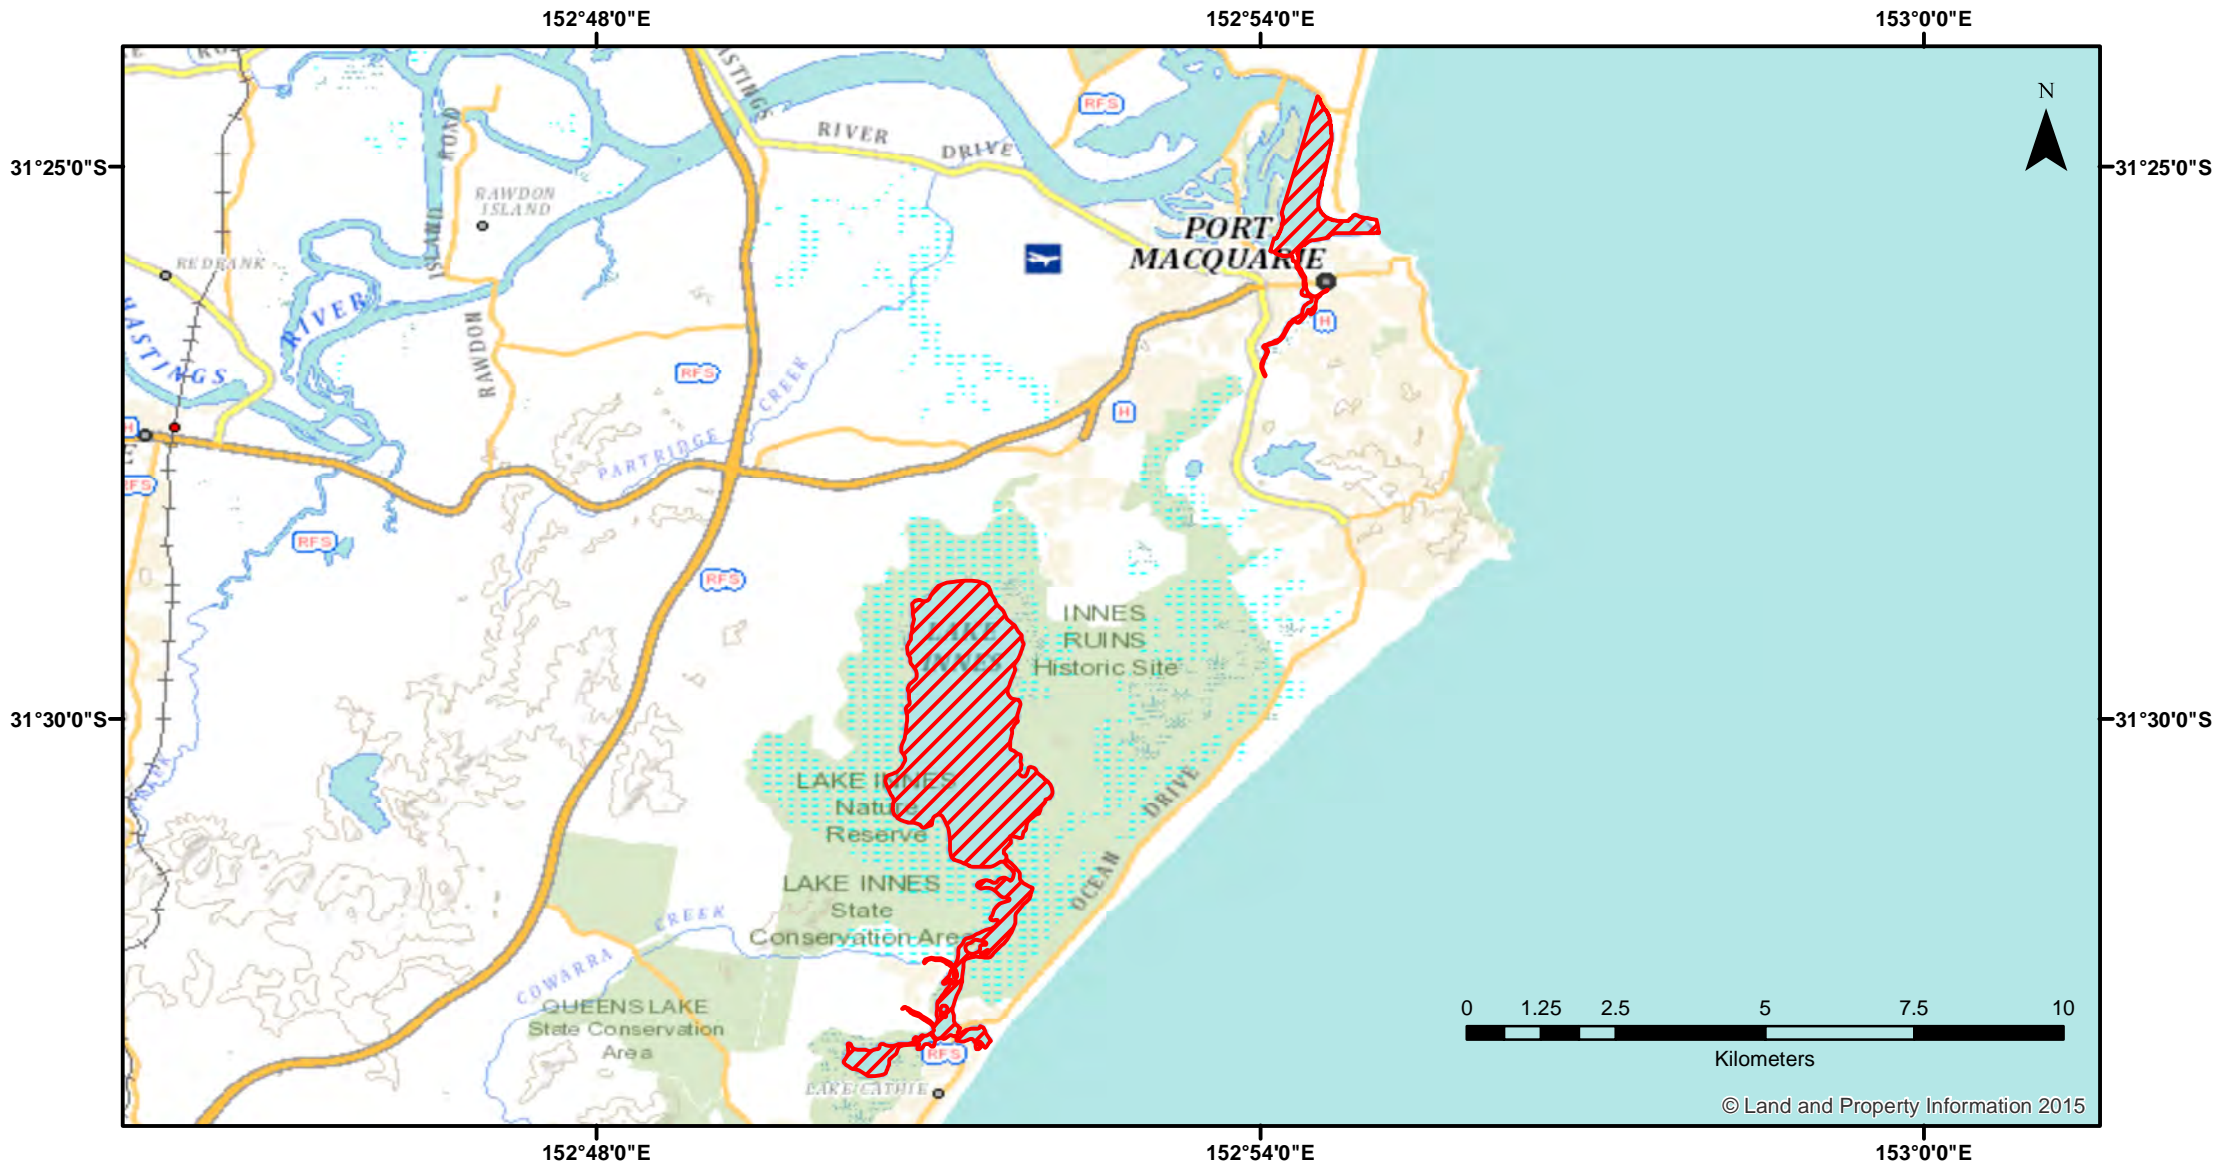 152°48'0"E
152°54'0"E
153°0'0"E
31°25'0"S
31°25'0"S
31°30'0"S
31°30'0"S
152°48'0"E
152°54'0"E
153°0'0"E
N
RIVER
DRIVE
RFS
ROAD
RAWDON
ISLAND
ISLAND
RAWDON
REDBANK
HASTINGS
RIVER
PORT
MACQUARIE
H
RFS
CREEK
PARTRIDGE
H
H
E
RFS
RFS
RFS
LAKE
INNES
INNES
RUINS
Historic Site
LAKE INNES
Nature
Reserve
OCEAN
DRIVE
LAKE INNES
State
Conservation Area
COWARRA
CREEK
QUEENS LAKE
State Conservation
Area
RFS
LAKE CATHIE
0 1.25 2.5 5 7.5 10
Kilometers
© Land and Property Information 2015